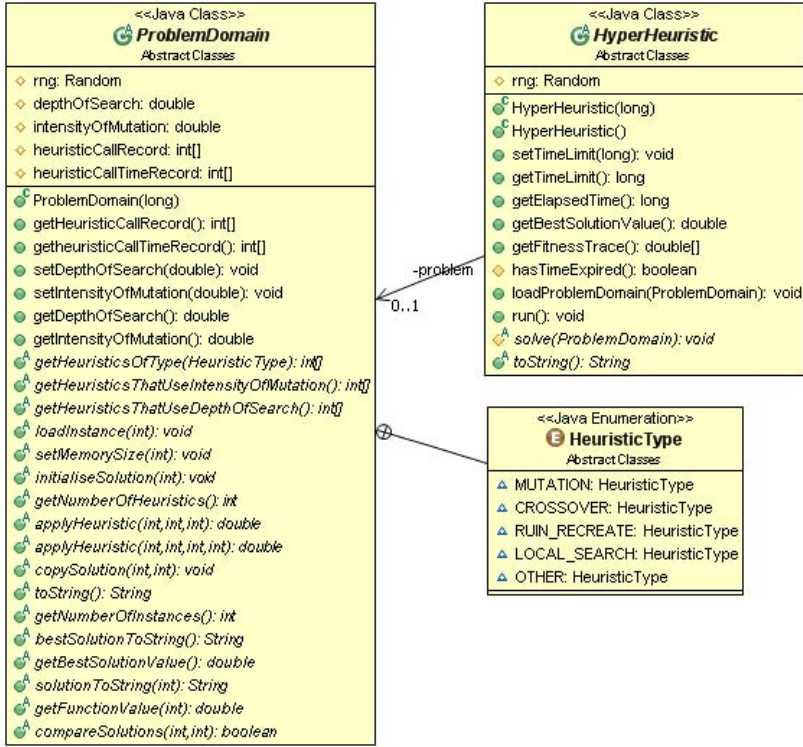 <<Java Class>>
ProblemDomain
AbstractClasses
rng: Random
depthOfSearch: double
intensityOfMutation: double
heuristicCallRecord: int[]
heuristicCallTimeRecord: int[]
ProblemDomain(long)
getHeuristicCallRecord(): int[]
getheuristicCallTimeRecord(): int[]
setDepthOfSearch(double): void
setIntensityOfMutation(double): void
getDepthOfSearch(): double
getIntensityOfMutation(): double
getHeuristicsOfType(HeuristicType): int[]
getHeuristicsThatUseIntensityOfMutation(): int[]
getHeuristicsThatUseDepthOfSearch(): int[]
loadInstance(int): void
setMemorySize(int): void
initialiseSolution(int): void
getNumberOfHeuristics(): int
applyHeuristic(int,int,int): double
applyHeuristic(int,int,int,int): double
copySolution(int,int): void
toString(): String
getNumberOfInstances(): int
bestSolutionToString(): String
getBestSolutionValue(): double
solutionToString(int): String
getFunctionValue(int): double
compareSolutions(int,int): boolean
-problem
0..1
<<Java Class>>
HyperHeuristic
AbstractClasses
rng: Random
HyperHeuristic(long)
HyperHeuristic()
setTimeLimit(long): void
getTimeLimit(): long
getElapsedTime(): long
getBestSolutionValue(): double
getFitnessTrace(): double[]
hasTimeExpired(): boolean
loadProblemDomain(ProblemDomain): void
run(): void
solve(ProblemDomain): void
toString(): String
<<Java Enumeration>>
HeuristicType
AbstractClasses
MUTATION: HeuristicType
CROSSOVER: HeuristicType
RUIN_RECREATE: HeuristicType
LOCAL_SEARCH: HeuristicType
OTHER: HeuristicType